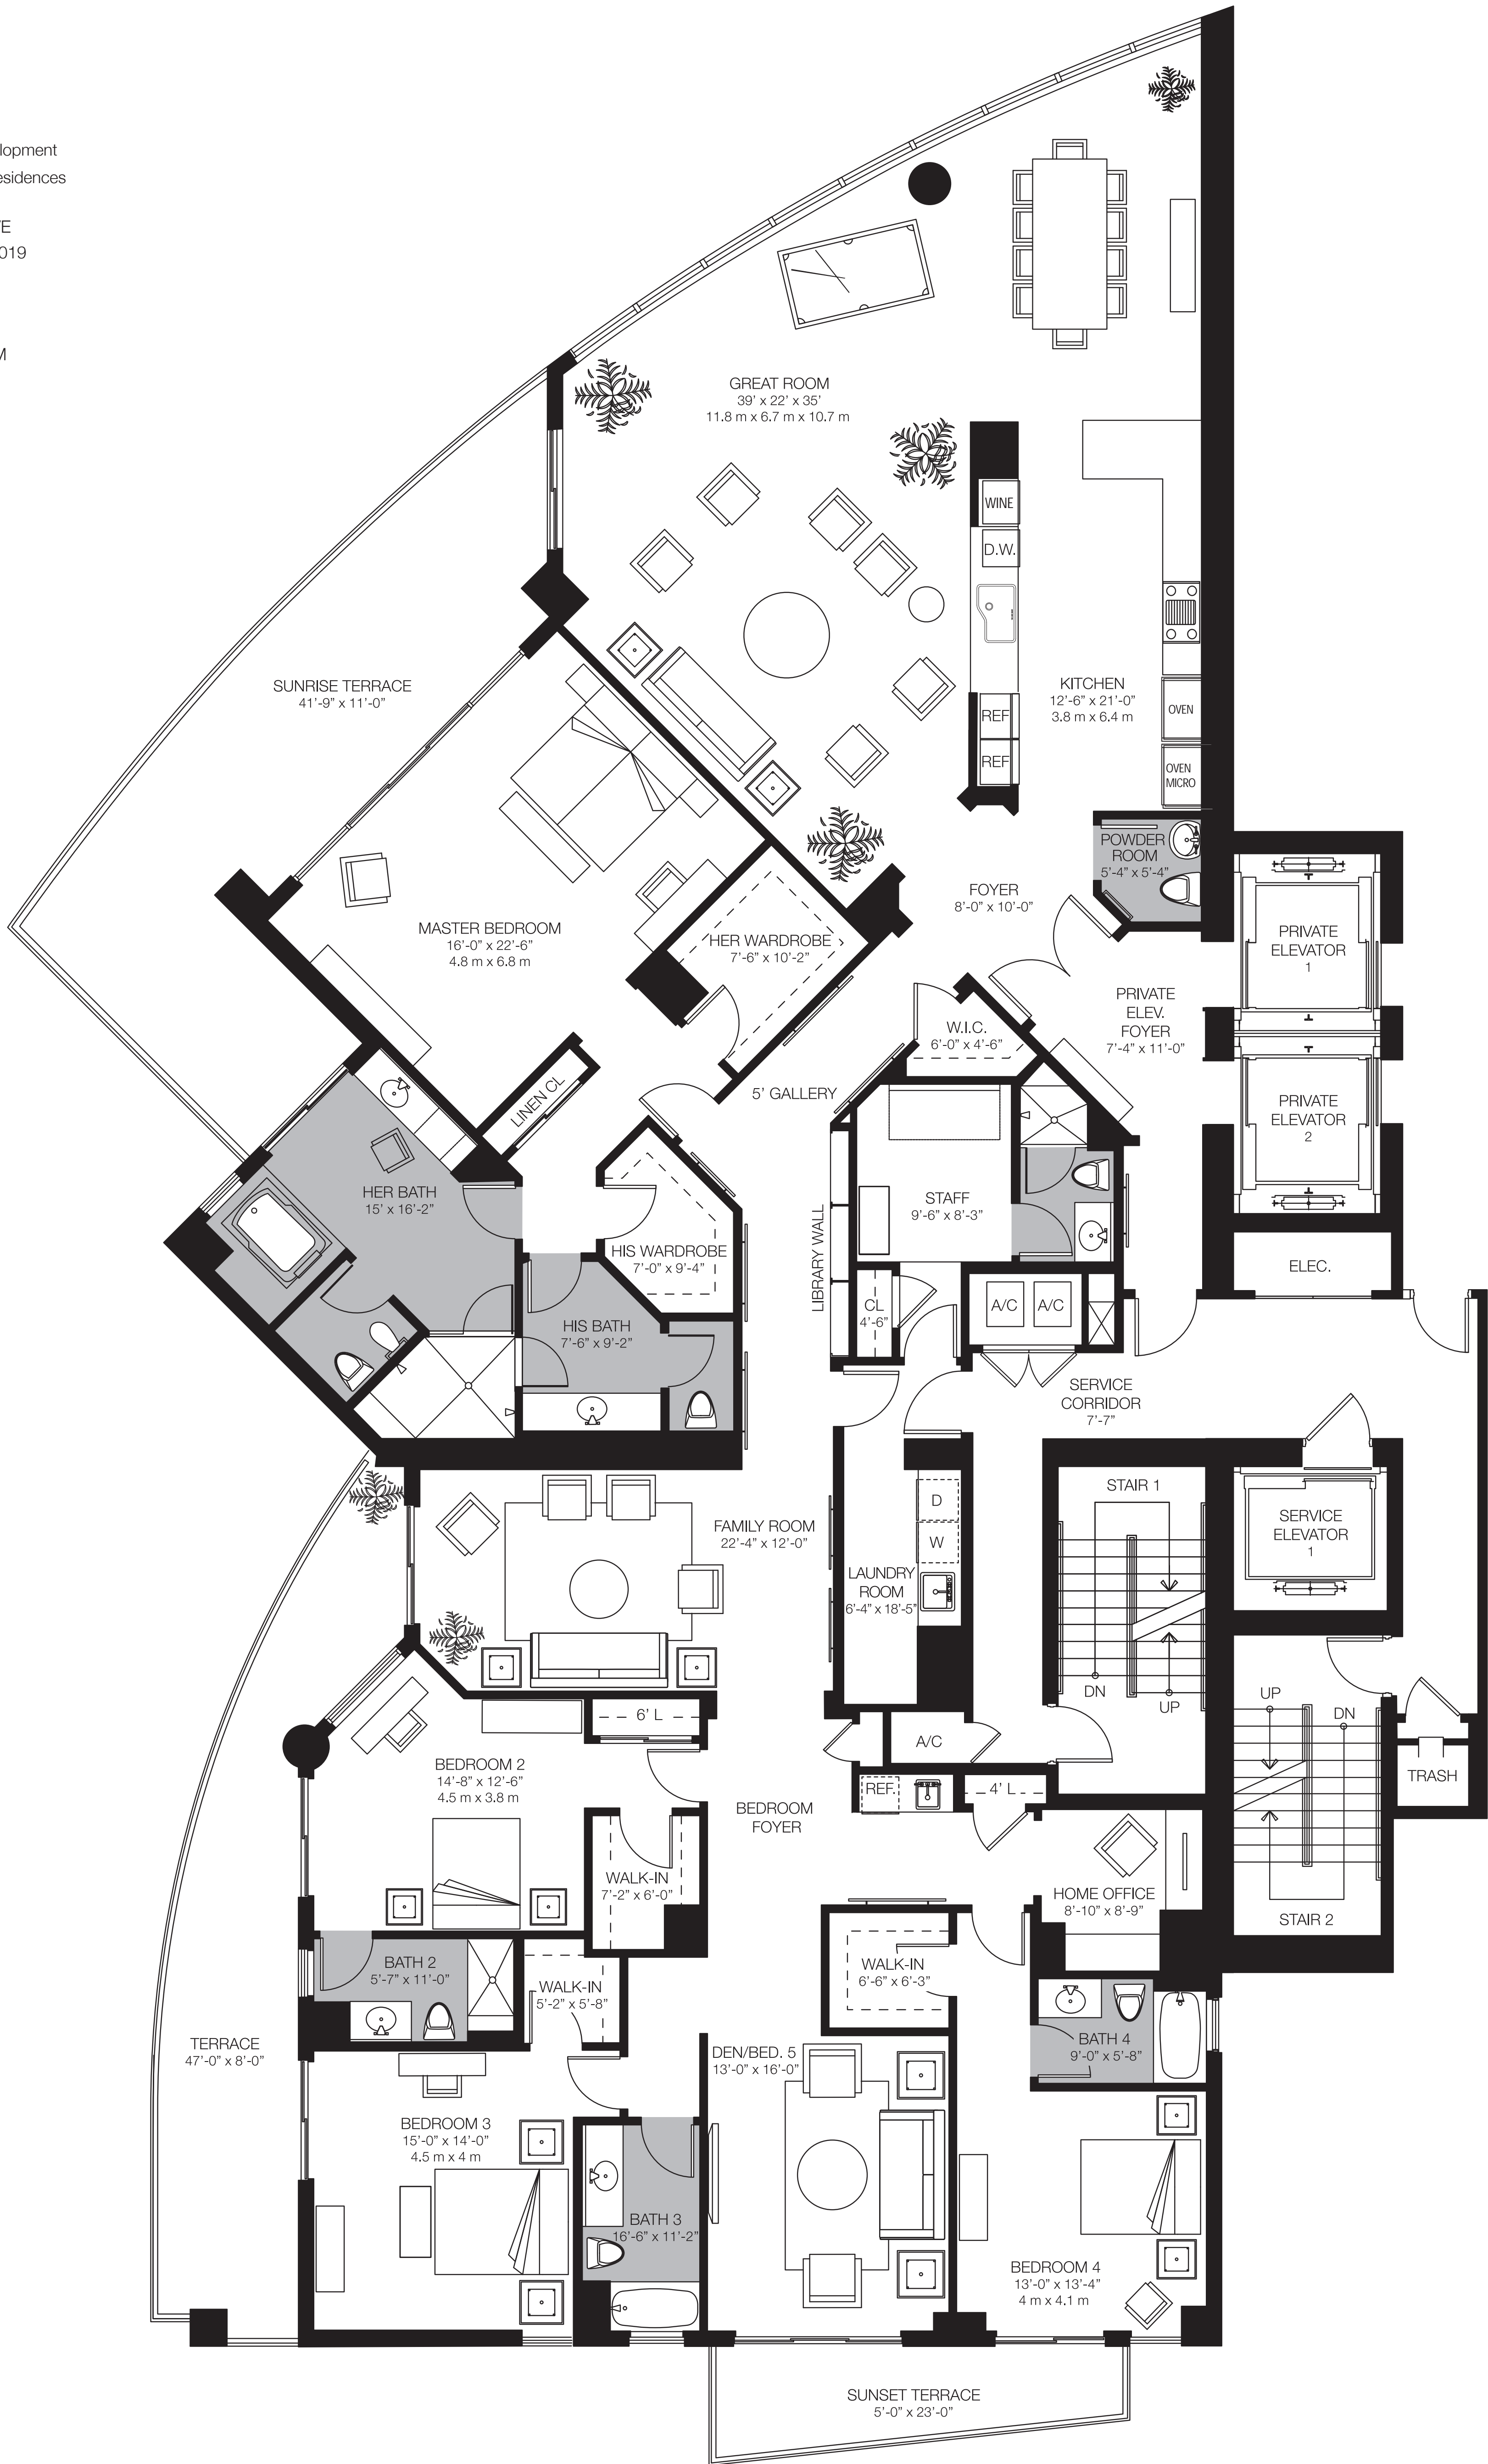 lopment
esidences
E
019
M
GREAT ROOM
39' x 22' x 35'
11.8 m x 6.7 m x 10.7 m
WINE
D.W.
REF
REF
KITCHEN
12'-6" x 21'-0"
3.8 m x 6.4 m
OVEN
OVEN
MICRO
SUNRISE TERRACE
41'-9" x 11'-0"
POWDER
ROOM
5'-4" x 5'-4"
FOYER
8'-0" x 10'-0"
MASTER BEDROOM
16'-0" x 22'-6"
4.8 m x 6.8 m
HER WARDROBE
7'-6" x 10'-2"
PRIVATE
ELEVATOR
1
PRIVATE
ELEV.
FOYER
7'-4" x 11'-0"
W.I.C.
6'-0" x 4'-6"
5' GALLERY
LINEN CL
PRIVATE
ELEVATOR
2
HER BATH
15' x 16'-2"
STAFF
9'-6" x 8'-3"
LIBRARY WALL
HIS WARDROBE
7'-0" x 9'-4"
ELEC.
CL
4'-6"
A/C
A/C
HIS BATH
7'-6" x 9'-2"
SERVICE
CORRIDOR
7'-7"
STAIR 1
D
W
FAMILY ROOM
22'-4" x 12'-0"
SERVICE
ELEVATOR
1
LAUNDRY
ROOM
6'-4" x 18'-5"
DN
UP
UP
DN
6' L
A/C
BEDROOM 2
14'-8" x 12'-6"
4.5 m x 3.8 m
TRASH
REF.
4' L
BEDROOM
FOYER
WALK-IN
7'-2" x 6'-0"
HOME OFFICE
8'-10" x 8'-9"
STAIR 2
BATH 2
5'-7" x 11'-0"
WALK-IN
6'-6" x 6'-3"
WALK-IN
5'-2" x 5'-8"
TERRACE
47'-0" x 8'-0"
DEN/BED. 5
13'-0" x 16'-0"
BATH 4
9'-0" x 5'-8"
BEDROOM 3
15'-0" x 14'-0"
4.5 m x 4 m
BATH 3
16'-6" x 11'-2"
BEDROOM 4
13'-0" x 13'-4"
4 m x 4.1 m
SUNSET TERRACE
5'-0" x 23'-0"